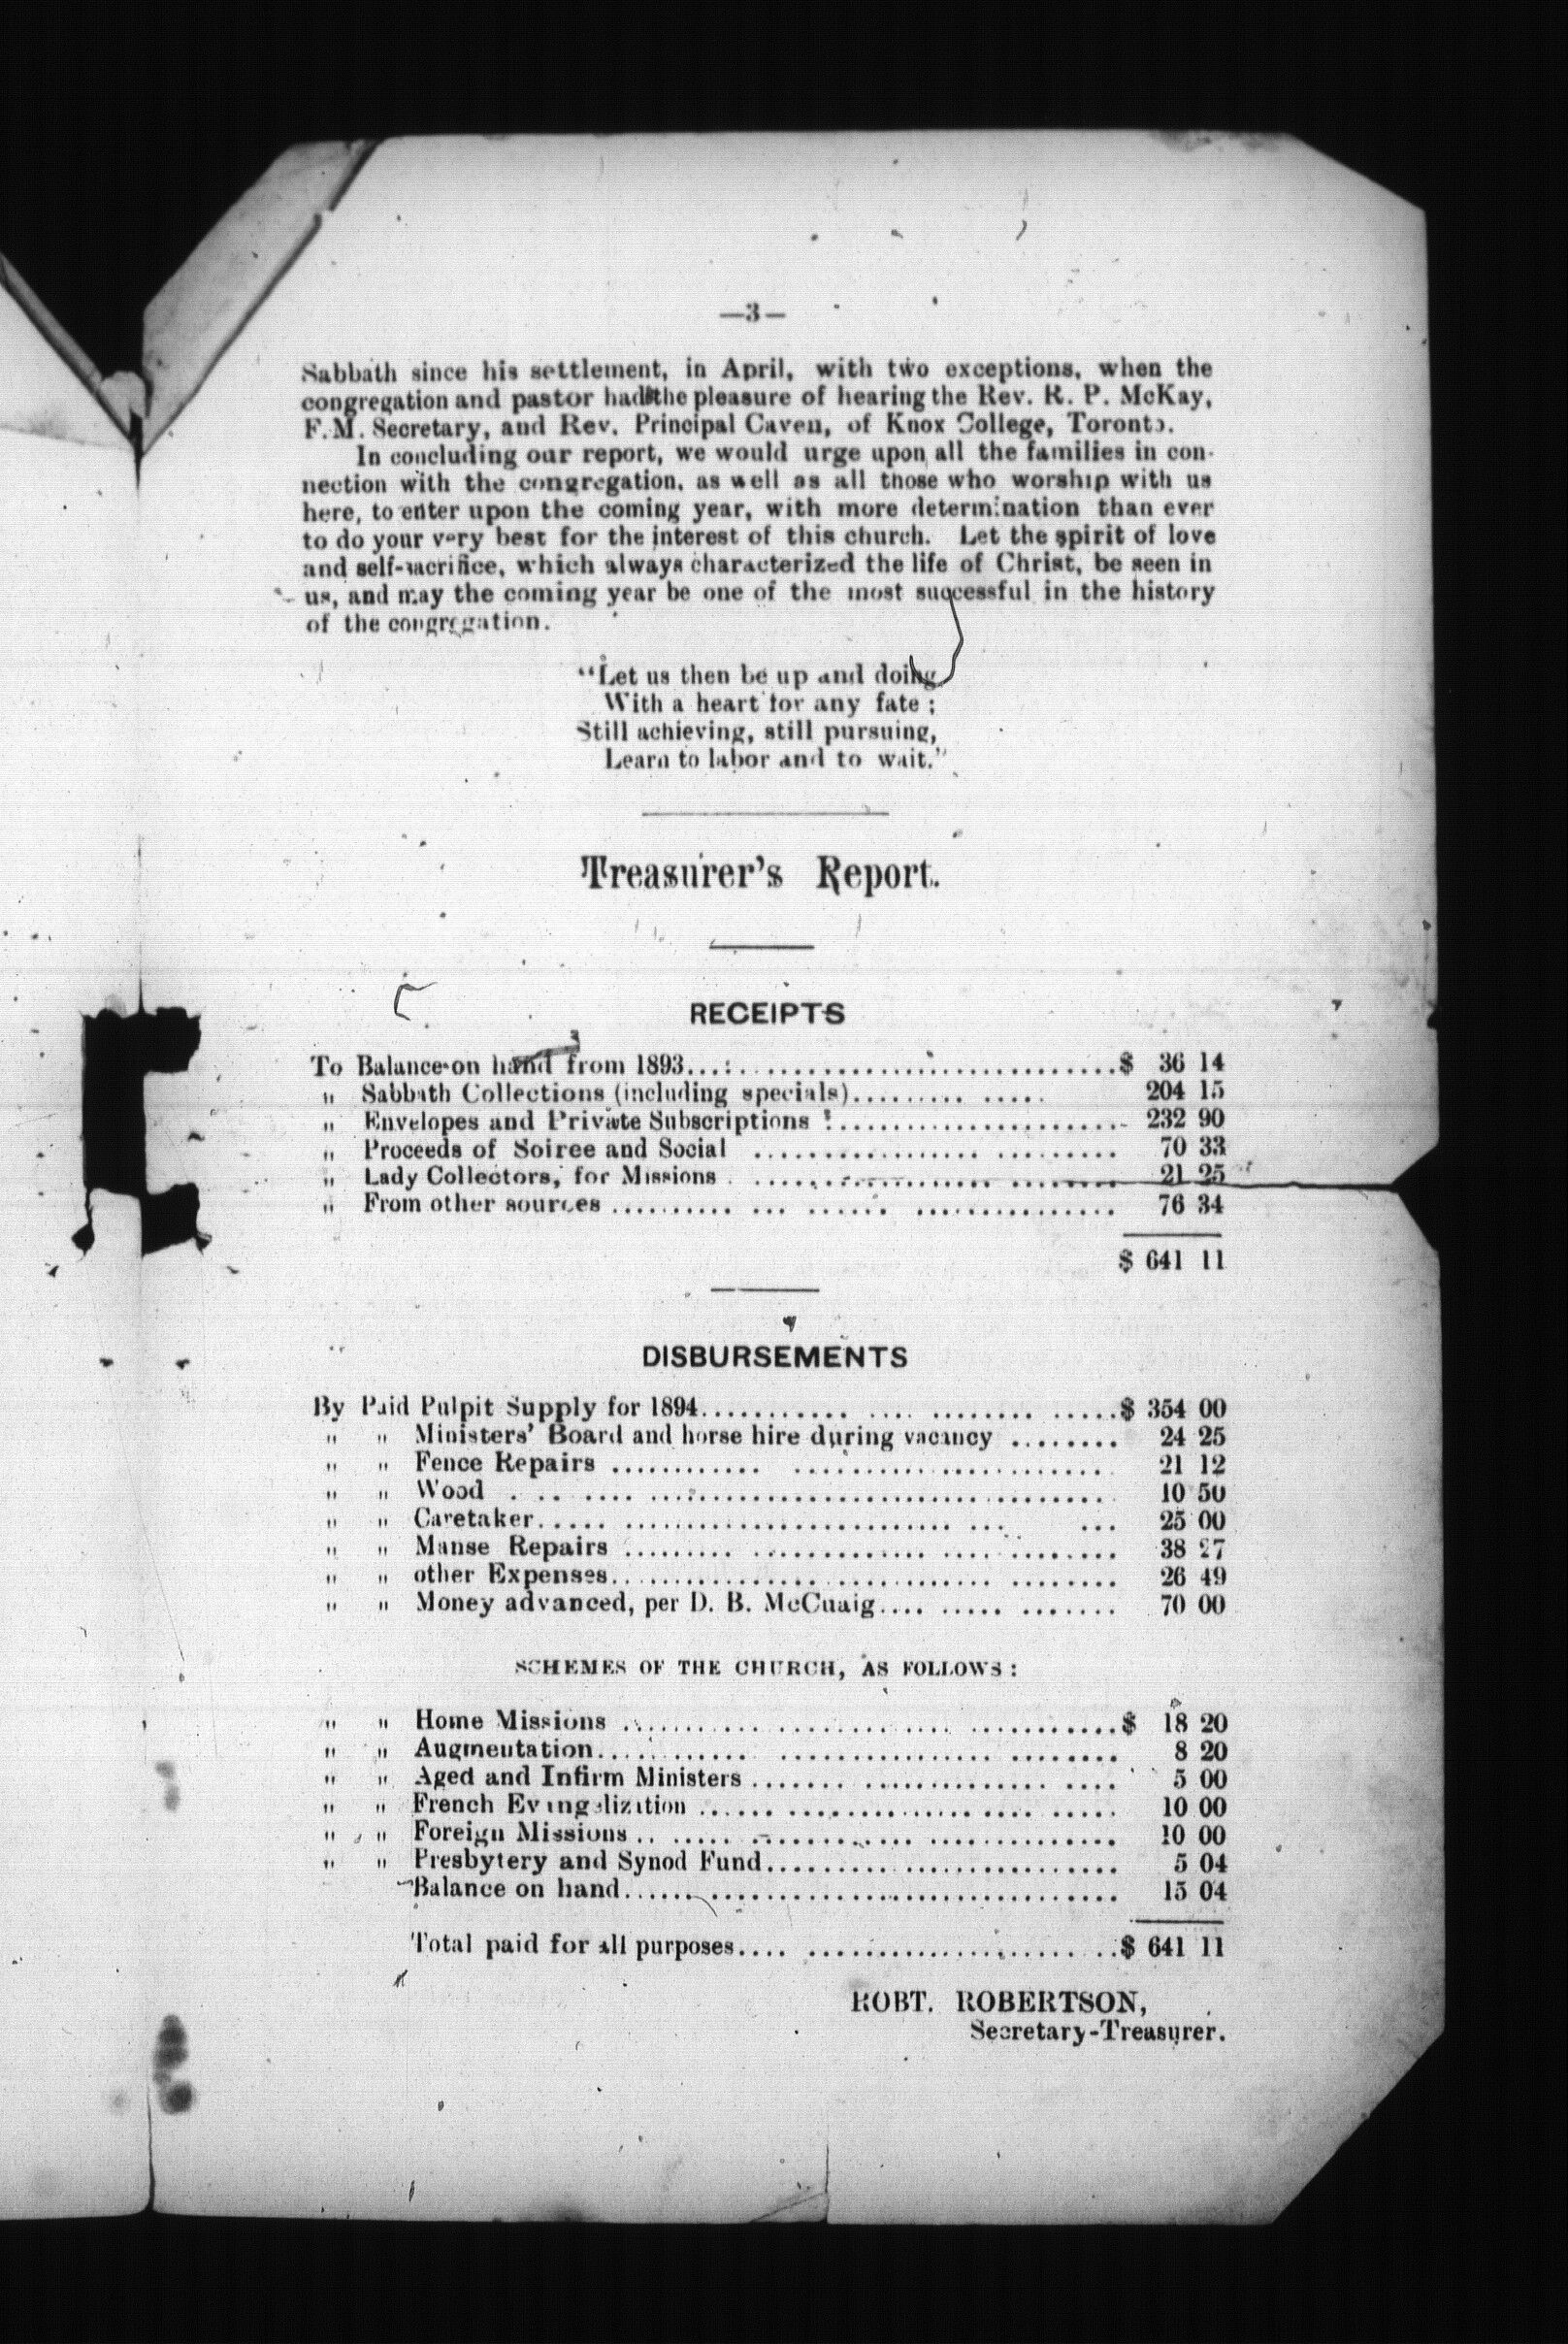 —3—
Sabbath since his settlement, in April, with two exceptions, when the
congregation and pastor had the pleasure of hearing the Rev. R. P. McKay,
F.M. Secretary, and Rev. Principal Caven, of Knox College, Toronto.
In concluding our report, we would urge upon all the families in con-
nection with the congregation, as well as all those who worship with us
here, to enter upon the coming year, with more determination than ever
to do your very best for the interest of this church. Let the spirit of love
and self-sacrifice, which always characterized the life of Christ, be seen in
us, and may the coming year be one of the most successful in the history
of the congregation.
"Let us then be up and doing
With a heart for any fate ;
Still achieving, still pursuing,
Learn to labor and to wait."
Treasurer's Report.
RECEIPTS
To Balance on hand from 1893........................................$ 36 14
" Sabbath Collections (including specials)......... ..... 204 15
" Envelopes and Private Subscriptions ......................... 232 90
" Proceeds of Soiree and Social ................. ......... 70 33
" Lady Collectors, for Missions . .................. ........ 21 25
" From other sources .......... ... ...... ............... 76 34
$ 641 11
DISBURSEMENTS
By Paid Pulpit Supply for 1894........... .... ........ .....$ 354 00
" " Ministers' Board and horse hire during vacancy ........ 24 25
" " Fence Repairs ............ ........................ 21 12
" " Wood . .. .... .................................. 10 50
" " Caretaker..... ............................ ... ... 25 00
" " Manse Repairs ......... ............... .... ........ 38 27
" " other Expenses................. ............. ........ 26 49
" " Money advanced, per D. B. McCuaig.... ..... ....... 70 00
SCHEMES OF THE CHURCH, AS FOLLOWS :
" " Home Missions ........... ............. ...........$ 18 20
" " Augmentation............ ................ ........ 8 20
" " Aged and Infirm Ministers ....... .............. .... 5 00
" " French Evangelization ...... ............ .... ..... 10 00
" " Foreign Missions.. ..... ............ .............. 10 00
" " Presbytery and Synod Fund.......... ................ 5 04
Balance on hand...... ............................... 15 04
Total paid for all purposes.... .......................$ 641 11
ROBT. ROBERTSON,
Secretary-Treasurer.